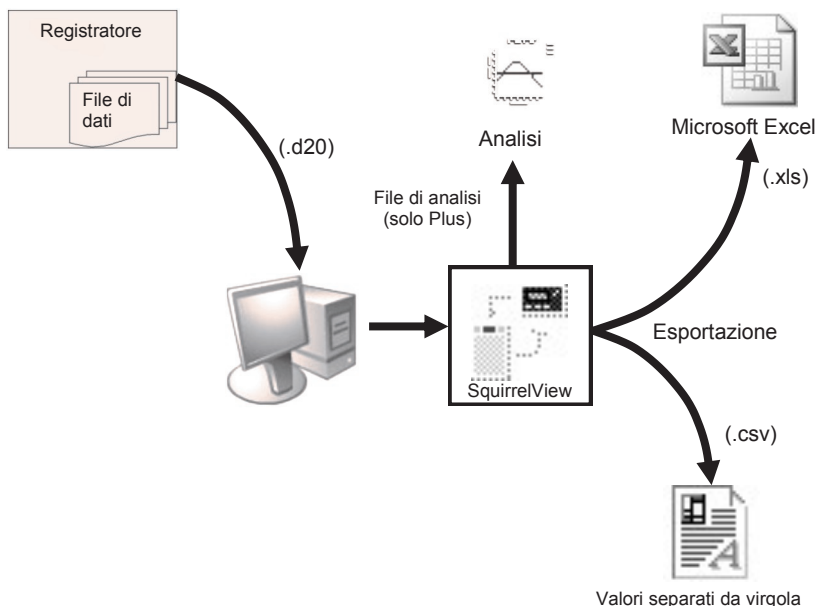 Registratore
File di
dati
(.d20)
Analisi
File di analisi
(solo Plus)
Microsoft Excel
(.xls)
SquirrelView
Esportazione
(.csv)
Valori separati da virgola